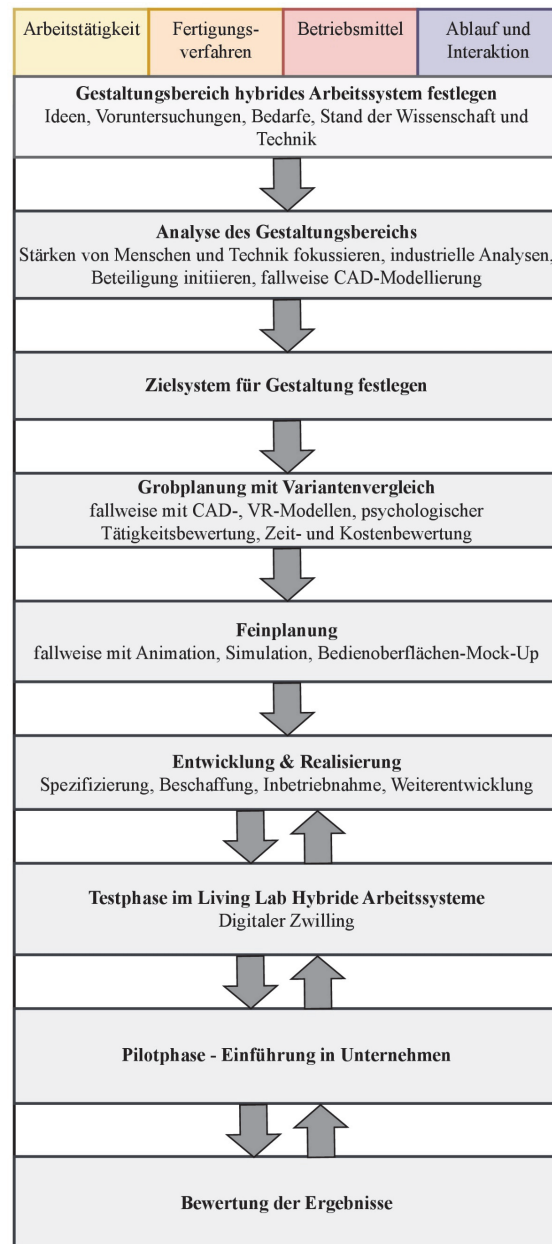 Arbeitstätigkeit
Fertigungs-
verfahren
Betriebsmittel
Ablauf und
Interaktion
Gestaltungsbereich hybrides Arbeitssystem festlegen
Ideen, Voruntersuchungen, Bedarfe, Stand der Wissenschaft und
Technik
Analyse des Gestaltungsbereichs
Stärken von Menschen und Technik fokussieren, industrielle Analysen,
Beteiligung initiieren, fallweise CAD-Modellierung
Zielsystem für Gestaltung festlegen
Grobplanung mit Variantenvergleich
fallweise mit CAD-, VR-Modellen, psychologischer
Tätigkeitsbewertung, Zeit- und Kostenbewertung
Feinplanung
fallweise mit Animation, Simulation, Bedienoberflächen-Mock-Up
Entwicklung & Realisierung
Spezifizierung, Beschaffung, Inbetriebnahme, Weiterentwicklung
Testphase im Living Lab Hybride Arbeitssysteme
Digitaler Zwilling
Pilotphase - Einführung in Unternehmen
Bewertung der Ergebnisse